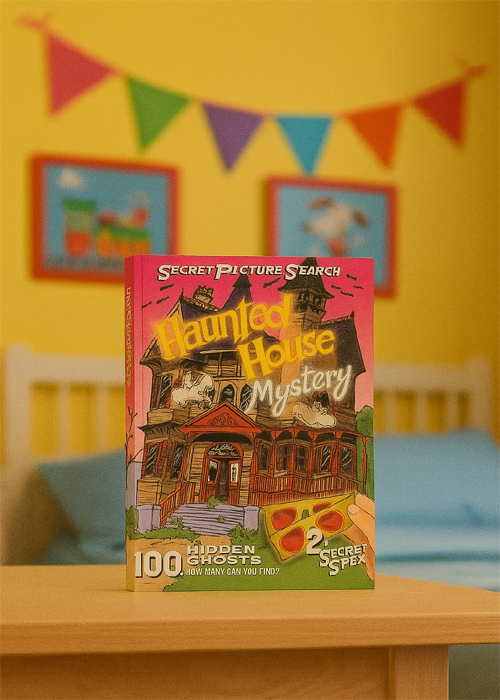 SECRET PICTURE SEARCH
Haunted
House
Mystery
100 HIDDEN
GHOSTS
HOW MANY CAN YOU FIND?
2 SECRET
SPEX